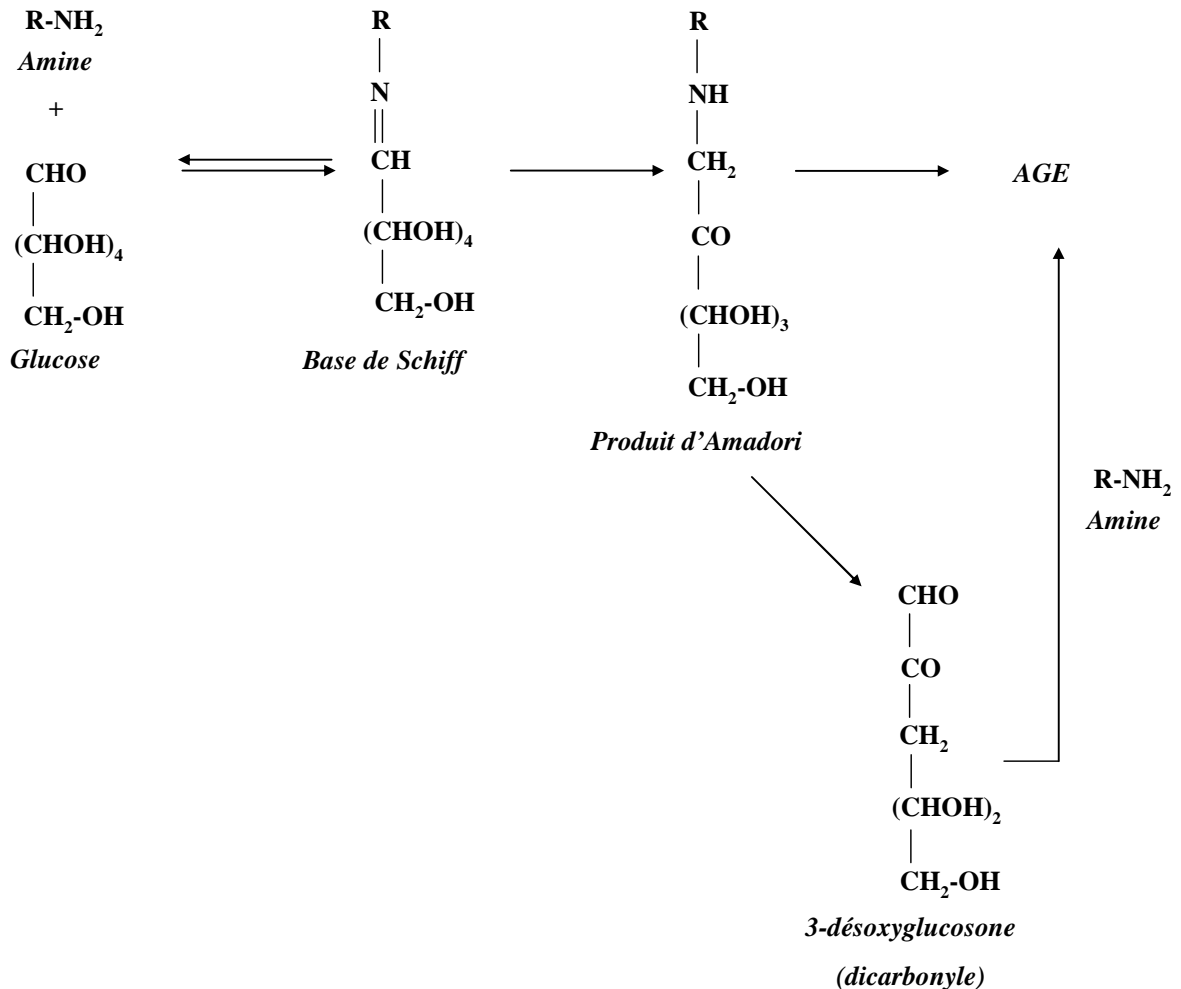 R-NH₂
Amine
+
CHO
(CHOH)₄
CH₂-OH
Glucose
R
N
CH
(CHOH)₄
CH₂-OH
Base de Schiff
R
NH
CH₂
CO
(CHOH)₃
CH₂-OH
Produit d’Amadori
AGE
R-NH₂
Amine
CHO
CO
CH₂
(CHOH)₂
CH₂-OH
3-désoxyglucosone
(dicarbonyle)